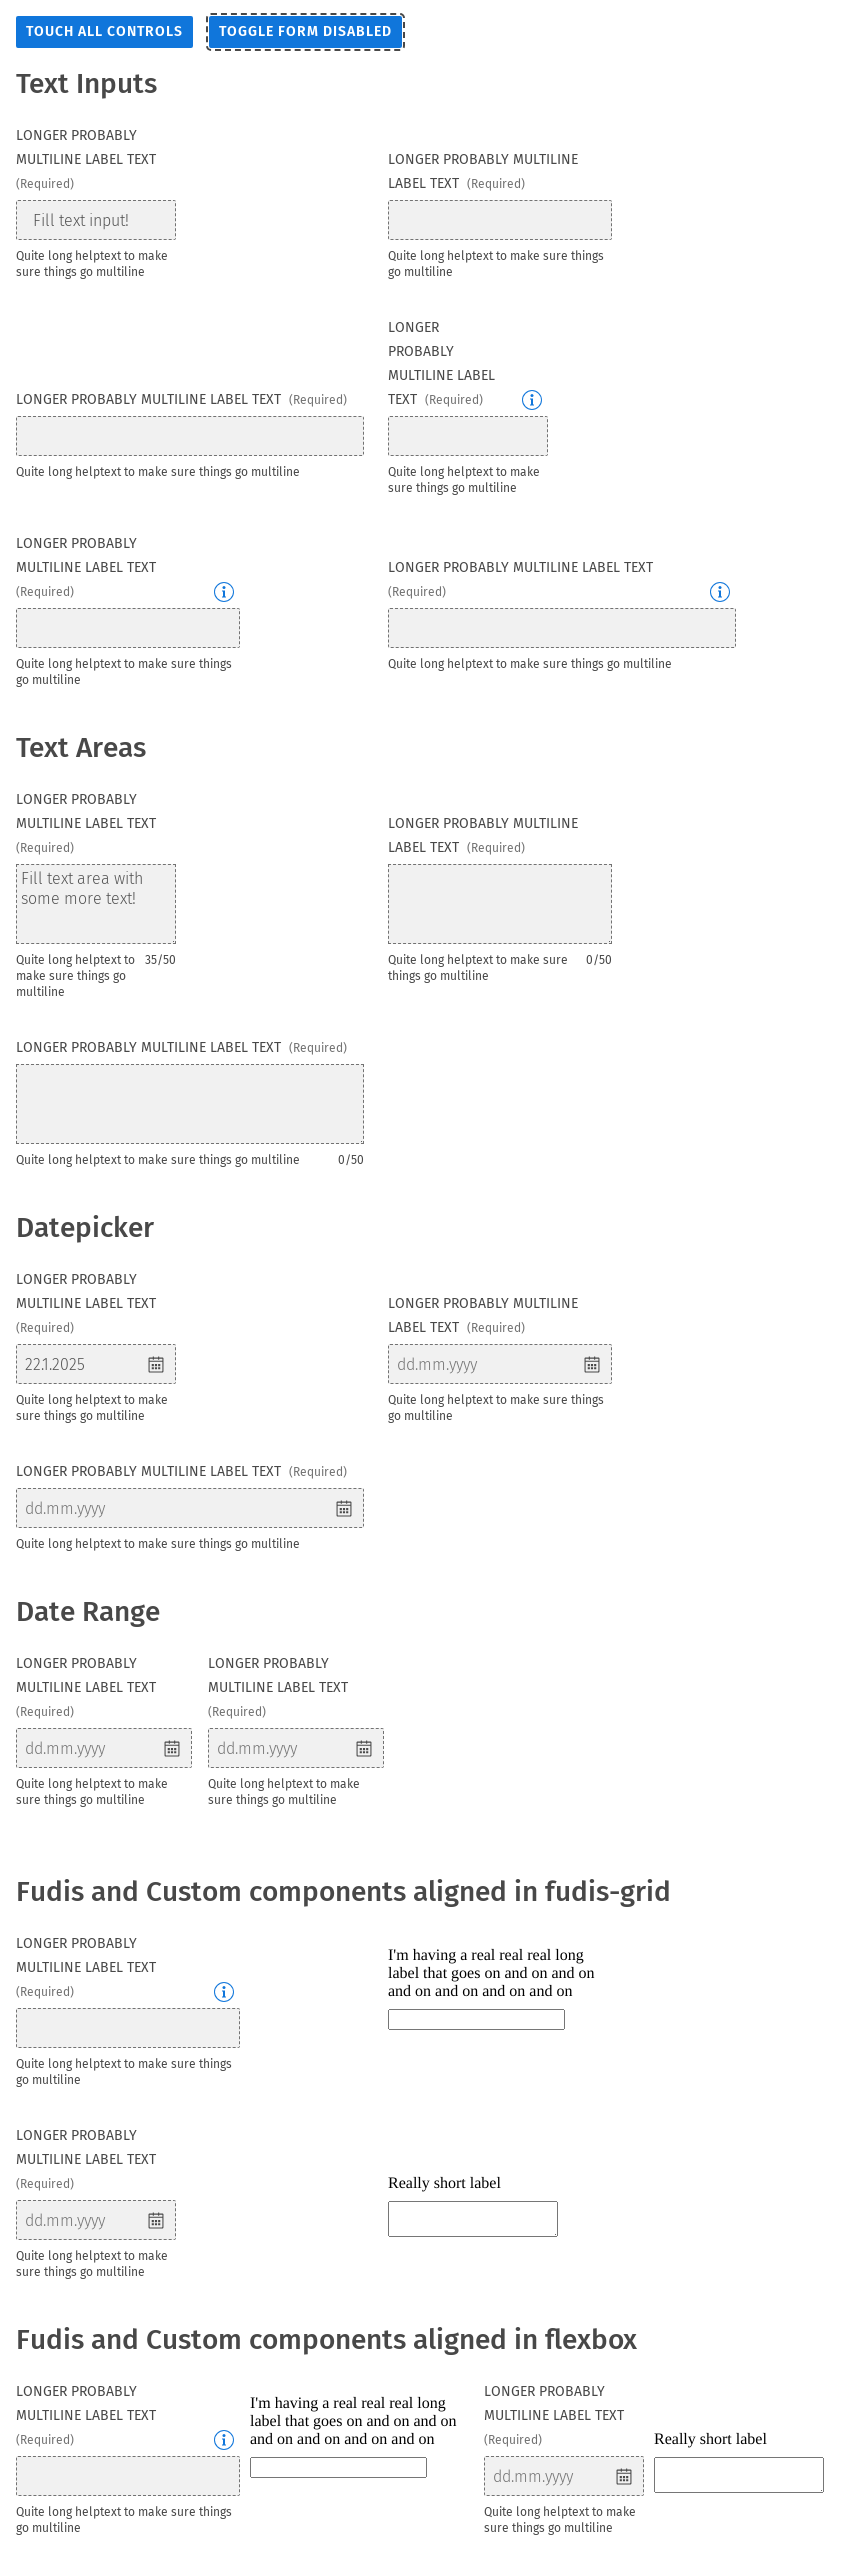 TOUCH ALL CONTROLS
TOGGLE FORM DISABLED
Text Inputs
LONGER PROBABLY
MULTILINE LABEL TEXT
(Required)
Fill text input!
Quite long helptext to make
sure things go multiline
LONGER PROBABLY MULTILINE
LABEL TEXT (Required)
Quite long helptext to make sure things
go multiline
LONGER PROBABLY MULTILINE LABEL TEXT (Required)
Quite long helptext to make sure things go multiline
LONGER
PROBABLY
MULTILINE LABEL
TEXT (Required)
Quite long helptext to make
sure things go multiline
LONGER PROBABLY
MULTILINE LABEL TEXT
(Required)
Quite long helptext to make sure things
go multiline
LONGER PROBABLY MULTILINE LABEL TEXT
(Required)
Quite long helptext to make sure things go multiline
Text Areas
LONGER PROBABLY
MULTILINE LABEL TEXT
(Required)
Fill text area with
some more text!
Quite long helptext to 35/50
make sure things go
multiline
LONGER PROBABLY MULTILINE
LABEL TEXT (Required)
Quite long helptext to make sure 0/50
things go multiline
LONGER PROBABLY MULTILINE LABEL TEXT (Required)
Quite long helptext to make sure things go multiline 0/50
Datepicker
LONGER PROBABLY
MULTILINE LABEL TEXT
(Required)
22.1.2025
Quite long helptext to make
sure things go multiline
LONGER PROBABLY MULTILINE
LABEL TEXT (Required)
dd.mm.yyyy
Quite long helptext to make sure things
go multiline
LONGER PROBABLY MULTILINE LABEL TEXT (Required)
dd.mm.yyyy
Quite long helptext to make sure things go multiline
Date Range
LONGER PROBABLY
MULTILINE LABEL TEXT
(Required)
dd.mm.yyyy
Quite long helptext to make
sure things go multiline
LONGER PROBABLY
MULTILINE LABEL TEXT
(Required)
dd.mm.yyyy
Quite long helptext to make
sure things go multiline
Fudis and Custom components aligned in fudis-grid
LONGER PROBABLY
MULTILINE LABEL TEXT
(Required)
Quite long helptext to make sure things
go multiline
I'm having a real real real long
label that goes on and on and on
and on and on and on and on
LONGER PROBABLY
MULTILINE LABEL TEXT
(Required)
dd.mm.yyyy
Quite long helptext to make
sure things go multiline
Really short label
Fudis and Custom components aligned in flexbox
LONGER PROBABLY
MULTILINE LABEL TEXT
(Required)
Quite long helptext to make sure things
go multiline
I'm having a real real real long
label that goes on and on and on
and on and on and on and on
LONGER PROBABLY
MULTILINE LABEL TEXT
(Required)
dd.mm.yyyy
Quite long helptext to make
sure things go multiline
Really short label